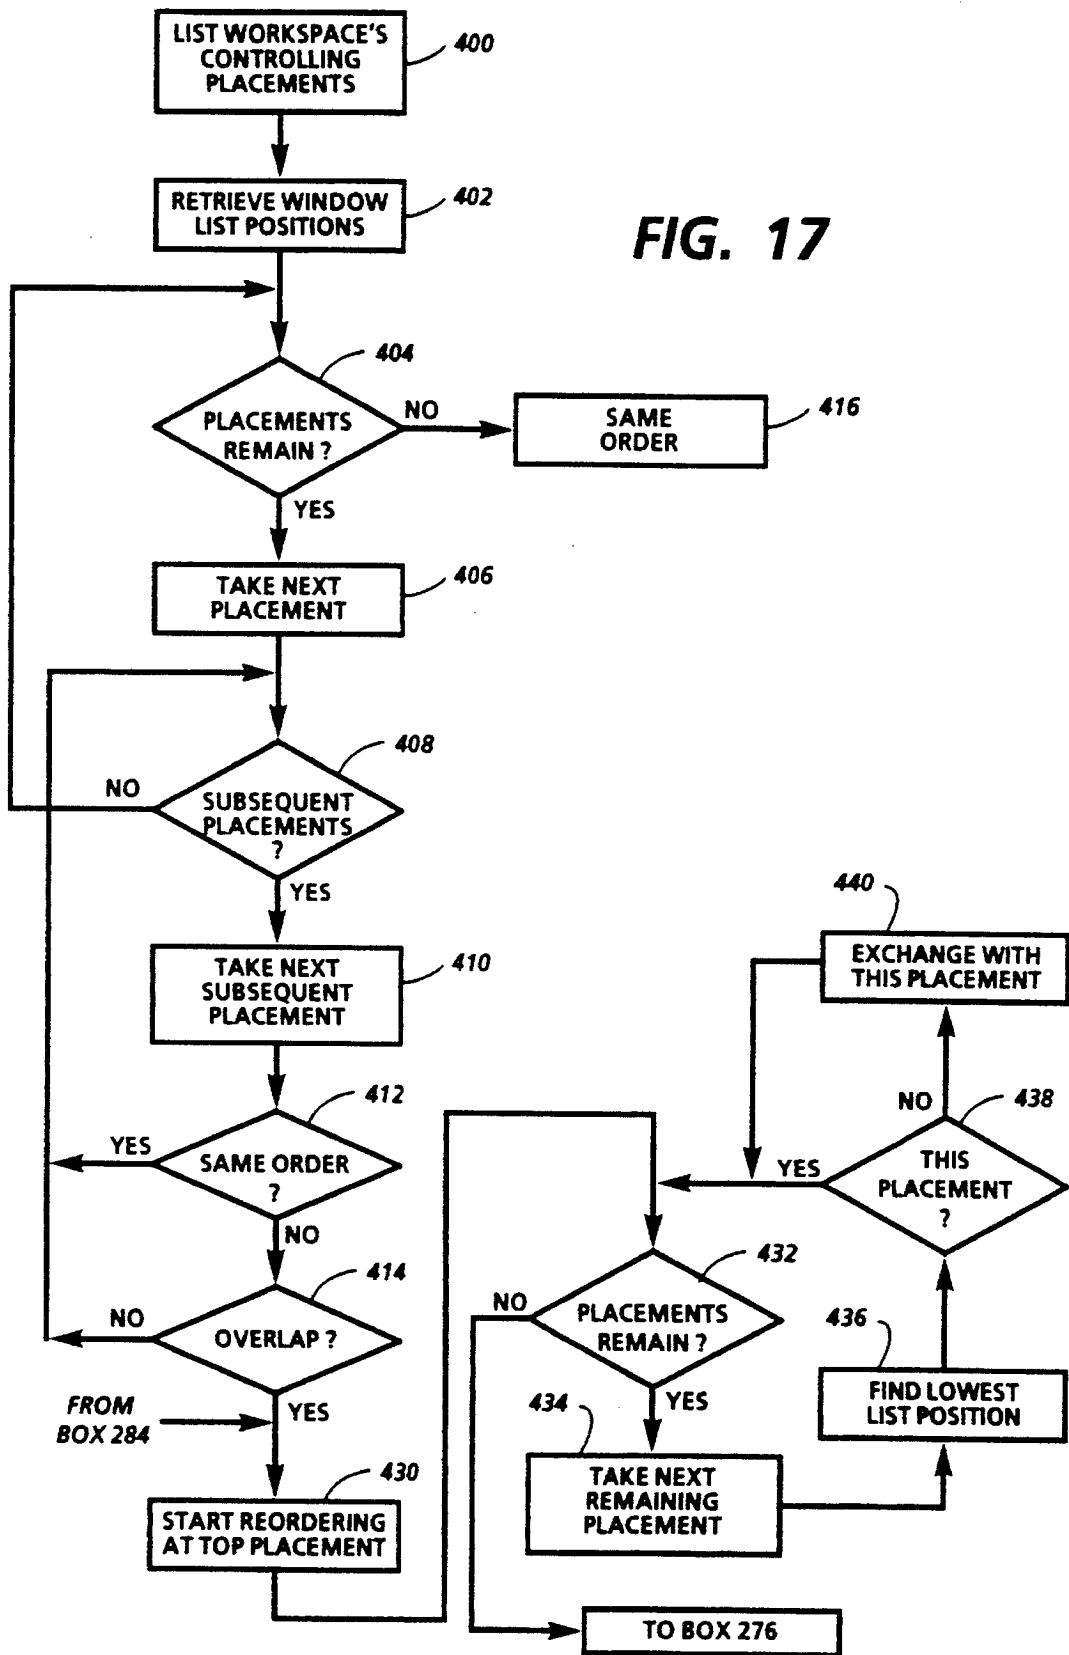 LIST WORKSPACE'S
CONTROLLING
PLACEMENTS
400
RETRIEVE WINDOW
LIST POSITIONS
402
FIG. 17
404
PLACEMENTS
REMAIN ?
NO
SAME
ORDER
416
YES
TAKE NEXT
PLACEMENT
406
408
NO
SUBSEQUENT
PLACEMENTS
?
YES
TAKE NEXT
SUBSEQUENT
PLACEMENT
410
412
YES
SAME ORDER
?
NO
414
NO
OVERLAP ?
YES
FROM
BOX 284
430
START REORDERING
AT TOP PLACEMENT
440
EXCHANGE WITH
THIS PLACEMENT
NO
438
YES
THIS
PLACEMENT
?
432
NO
PLACEMENTS
REMAIN ?
YES
436
FIND LOWEST
LIST POSITION
434
TAKE NEXT
REMAINING
PLACEMENT
TO BOX 276